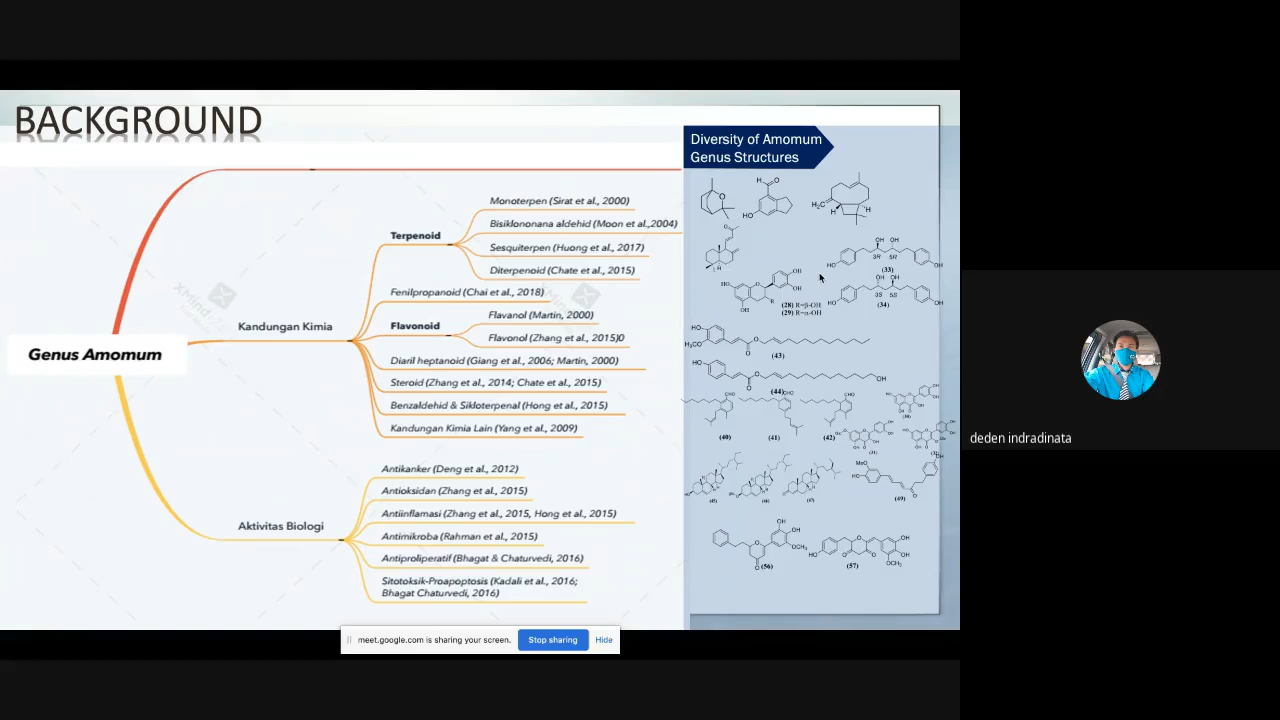 BACKGROUND
Diversity of Amomum
Genus Structures
Genus Amomum
Kandungan Kimia
Terpenoid
Monoterpen (Sirat et al., 2000)
Bisiklononana aldehid (Moon et al.,2004)
Sesquiterpen (Huong et al., 2017)
Diterpenoid (Chate et al., 2015)
Fenilpropanoid (Chai et al., 2018)
Flavonoid
Flavanol (Martin, 2000)
Flavonol (Zhang et al., 2015)0
Diaril heptanoid (Giang et al., 2006; Martin, 2000)
Steroid (Zhang et al., 2014; Chate et al., 2015)
Benzaldehid & Sikloterpenal (Hong et al., 2015)
Kandungan Kimia Lain (Yang et al., 2009)
Aktivitas Biologi
Antikanker (Deng et al., 2012)
Antioksidan (Zhang et al., 2015)
Antiinflamasi (Zhang et al., 2015, Hong et al., 2015)
Antimikroba (Rahman et al., 2015)
Antiproliperatif (Bhagat & Chaturvedi, 2016)
Sitotoksik-Proapoptosis (Kadali et al., 2016;
Bhagat Chaturvedi, 2016)
(33)
(28) R=β-OH
(29) R=α-OH
(34)
(43)
(44)
(40)
(41)
(42)
(49)
(56)
(57)
meet.google.com is sharing your screen.
Stop sharing
Hide
deden indradinata